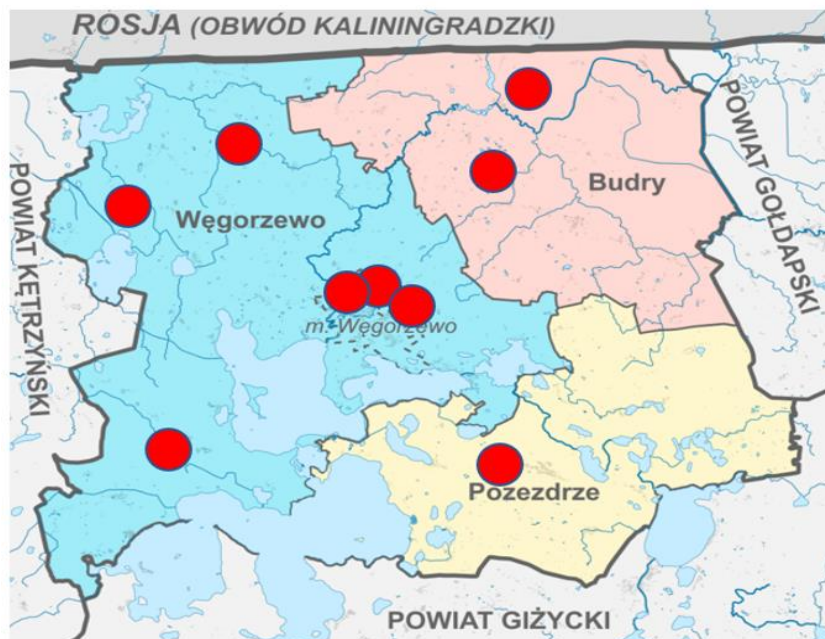 ROSJA (OBWÓD KALININGRADZKI)
POWIAT KĘTRZYŃSKI
POWIAT GOŁDAPSKI
Budry
Węgorzewo
m. Węgorzewo
Pozezdrze
POWIAT GIŻYCKI